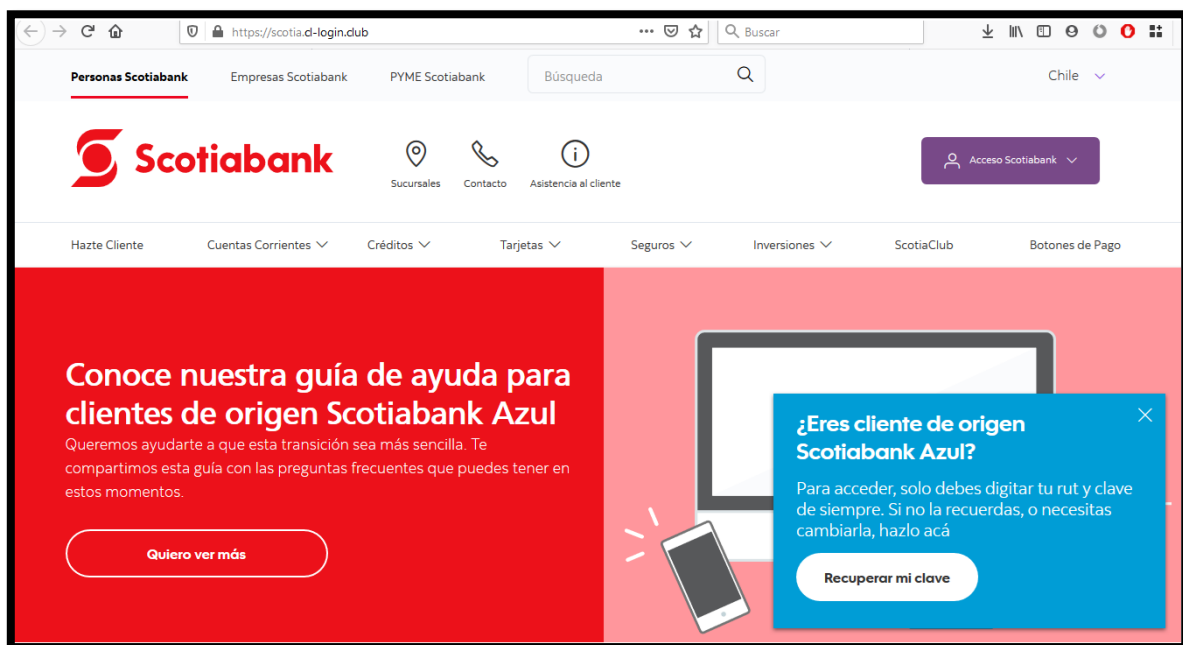 https://scotia.cl-login.club
Buscar
Personas Scotiabank
Empresas Scotiabank
PYME Scotiabank
Búsqueda
Chile
Scotiabank
Sucursales
Contacto
Asistencia al cliente
Acceso Scotiabank
Hazte Cliente
Cuentas Corrientes
Créditos
Tarjetas
Seguros
Inversiones
ScotiaClub
Botones de Pago
Conoce nuestra guía de ayuda para
clientes de origen Scotiabank Azul
Queremos ayudarte a que esta transición sea más sencilla. Te
compartimos esta guía con las preguntas frecuentes que puedes tener en
estos momentos.
Quiero ver más
¿Eres cliente de origen
Scotiabank Azul?
Para acceder, solo debes digitar tu rut y clave
de siempre. Si no la recuerdas, o necesitas
cambiarla, hazlo acá
Recuperar mi clave